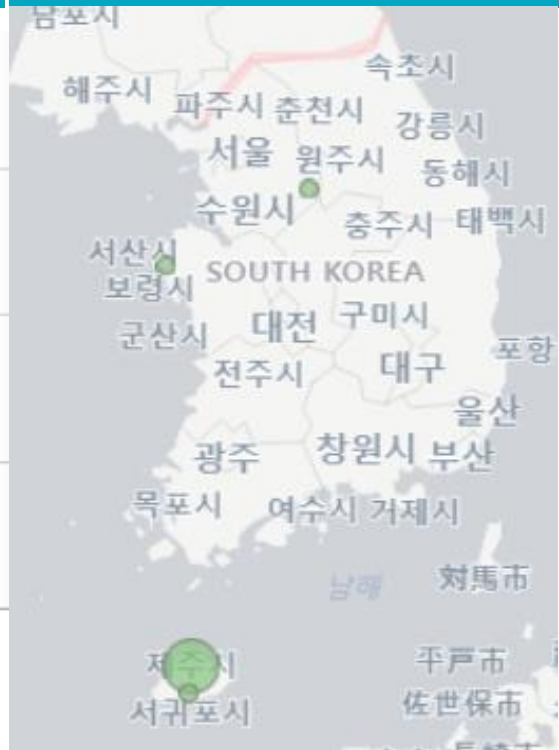 남포시
속초시
해주시
파주시
춘천시
강릉시
서울
원주시
동해시
수원시
충주시
태백시
서산시
SOUTH KOREA
보령시
군산시
대전
구미시
전주시
대구
포항
울산
광주
창원시
부산
목포시
여수시
거제시
남해
対馬市
제주시
平戸市
서귀포시
佐世保市